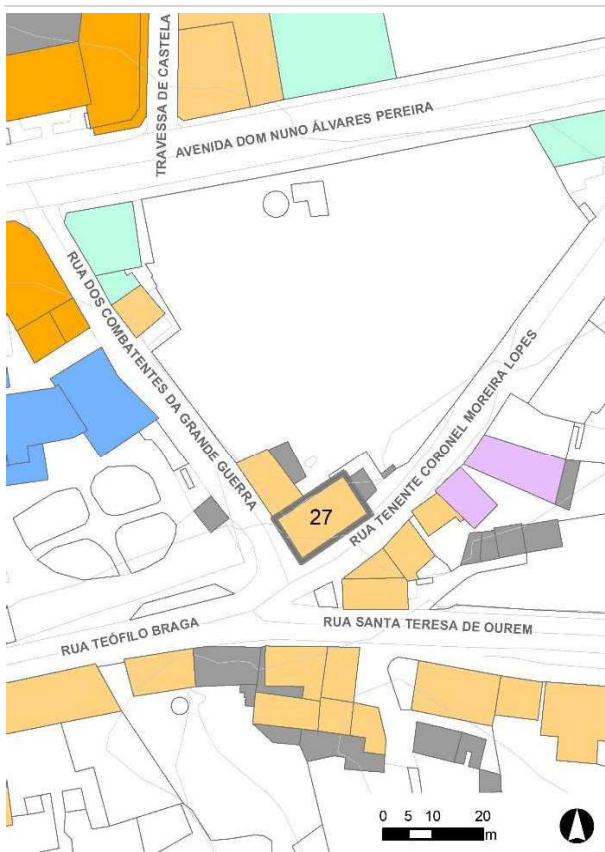 TRAVESSA DE CASTELA
AVENIDA DOM NUNO ÁLVARES PEREIRA
RUA DOS COMBATENTES DA GRANDE GUERRA
RUA TENENTE CORONEL MOREIRA LOPES
27
RUA TEÓFILO BRAGA
RUA SANTA TERESA DE OUREM
0 5 10 20
m